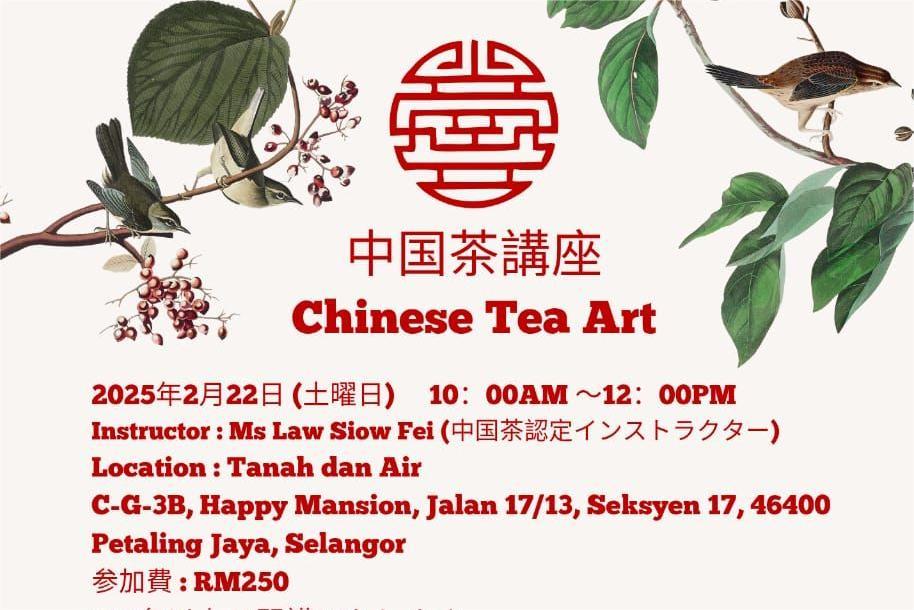 中国茶講座
Chinese Tea Art
2025年2月22日 (土曜日) 10：00AM ～12：00PM
Instructor : Ms Law Siow Fei (中国茶認定インストラクター)
Location : Tanah dan Air
C-G-3B, Happy Mansion, Jalan 17/13, Seksyen 17, 46400
Petaling Jaya, Selangor
参加費 : RM250